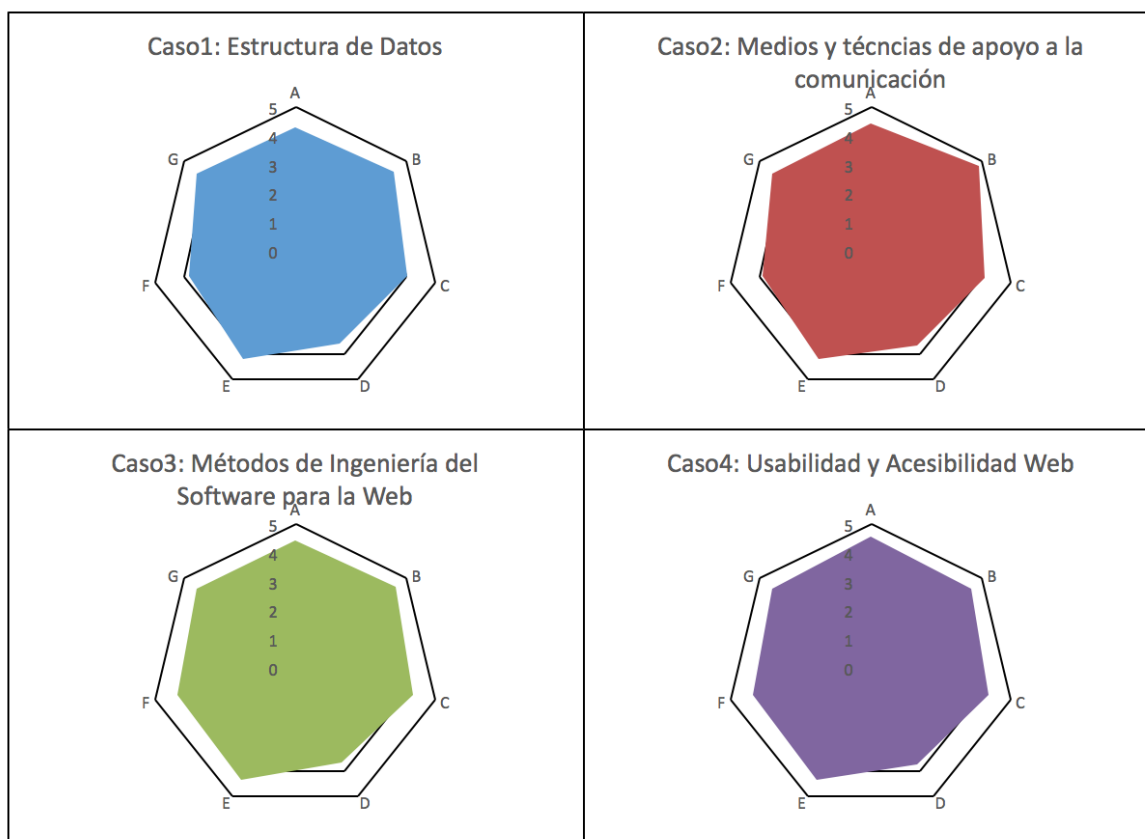 Caso1: Estructura de Datos
A
5
4
B
G
3
2
1
0
F
C
E
D
Caso2: Medios y técncias de apoyo a la
comunicación
A
5
4
B
G
3
2
1
0
F
C
E
D
Caso3: Métodos de Ingeniería del
Software para la Web
A
5
4
B
G
3
2
1
0
F
C
E
D
Caso4: Usabilidad y Acesibilidad Web
A
5
4
B
G
3
2
1
0
F
C
E
D